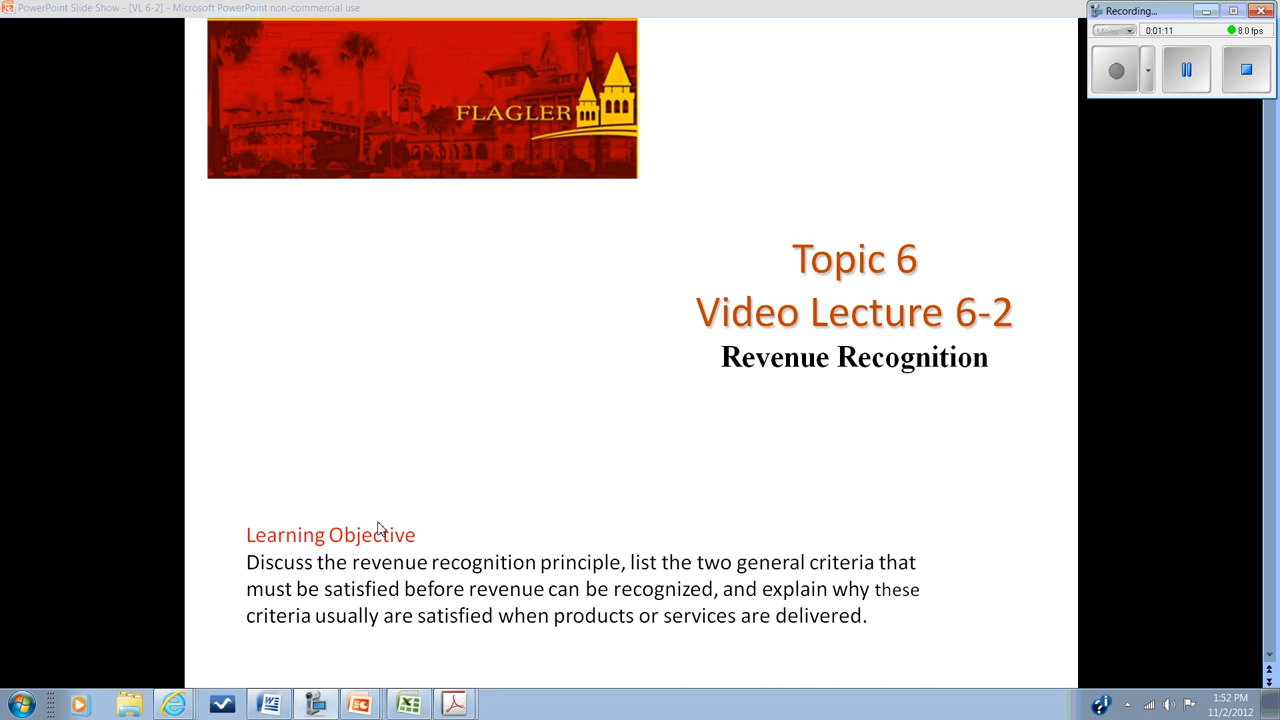 PowerPoint Slide Show - [VL 6-2] - Microsoft PowerPoint non-commercial use
Recording...
Menu
0:01:11
8.0 fps
FLAGLER
Topic 6
Video Lecture 6-2
Revenue Recognition
Learning Objective
Discuss the revenue recognition principle, list the two general criteria that
must be satisfied before revenue can be recognized, and explain why these
criteria usually are satisfied when products or services are delivered.
1:52 PM
11/2/2012